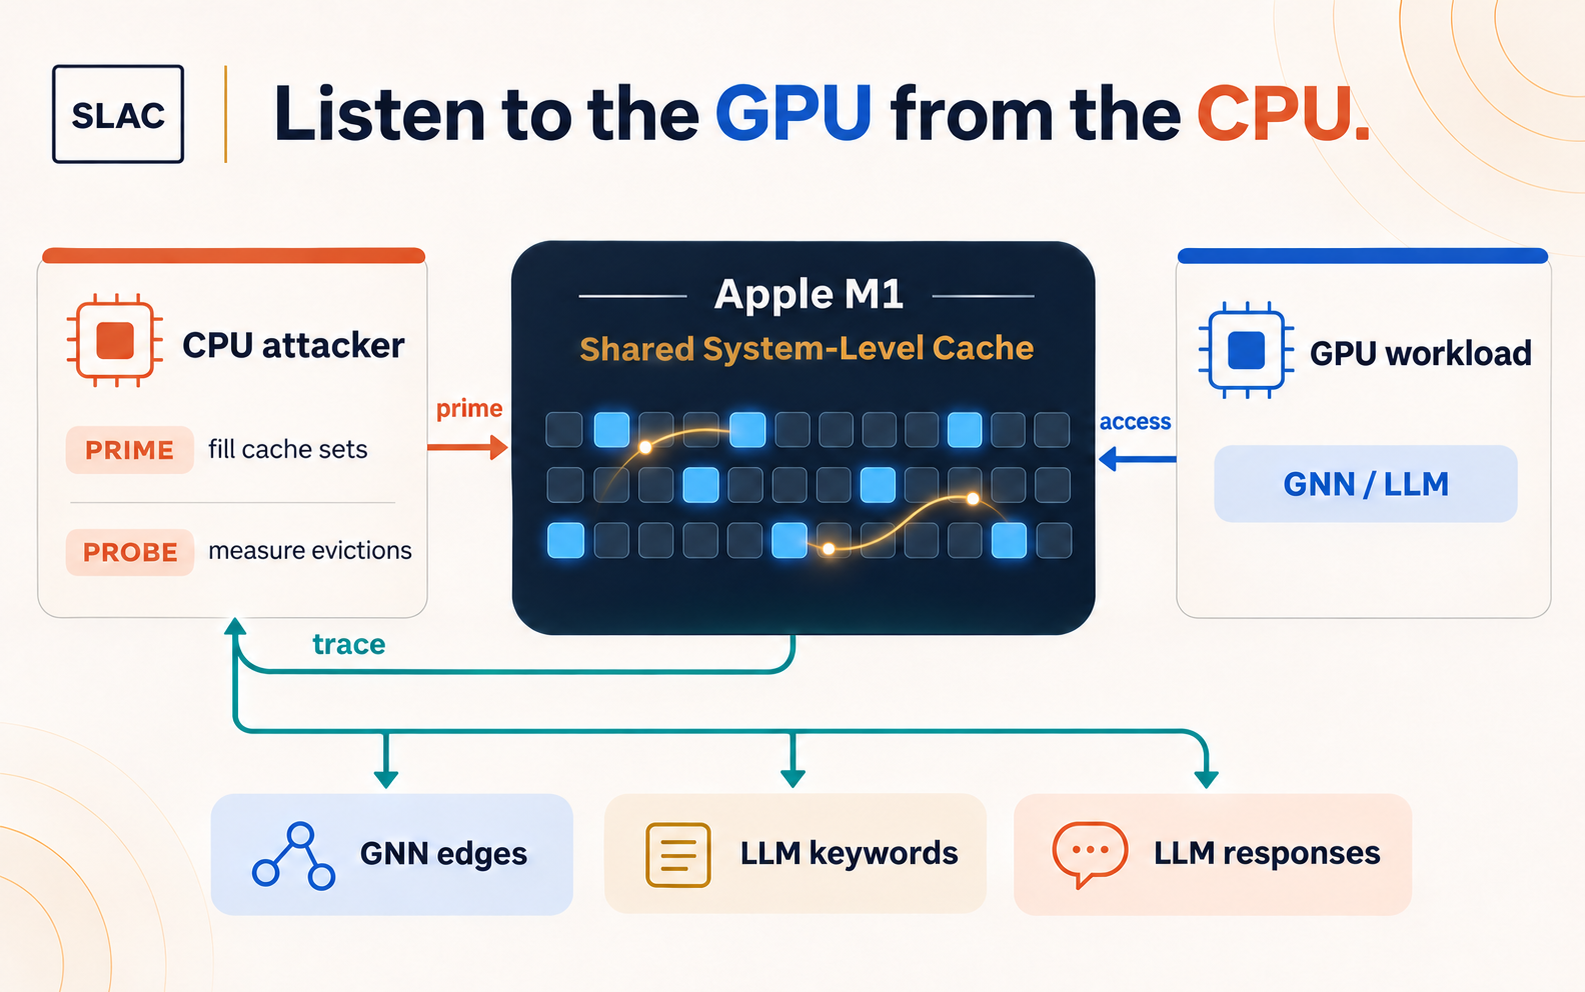 SLAC
Listen to the GPU from the CPU.
CPU attacker
PRIME fill cache sets
PROBE measure evictions
prime
Apple M1
Shared System-Level Cache
access
GPU workload
GNN / LLM
trace
GNN edges
LLM keywords
LLM responses